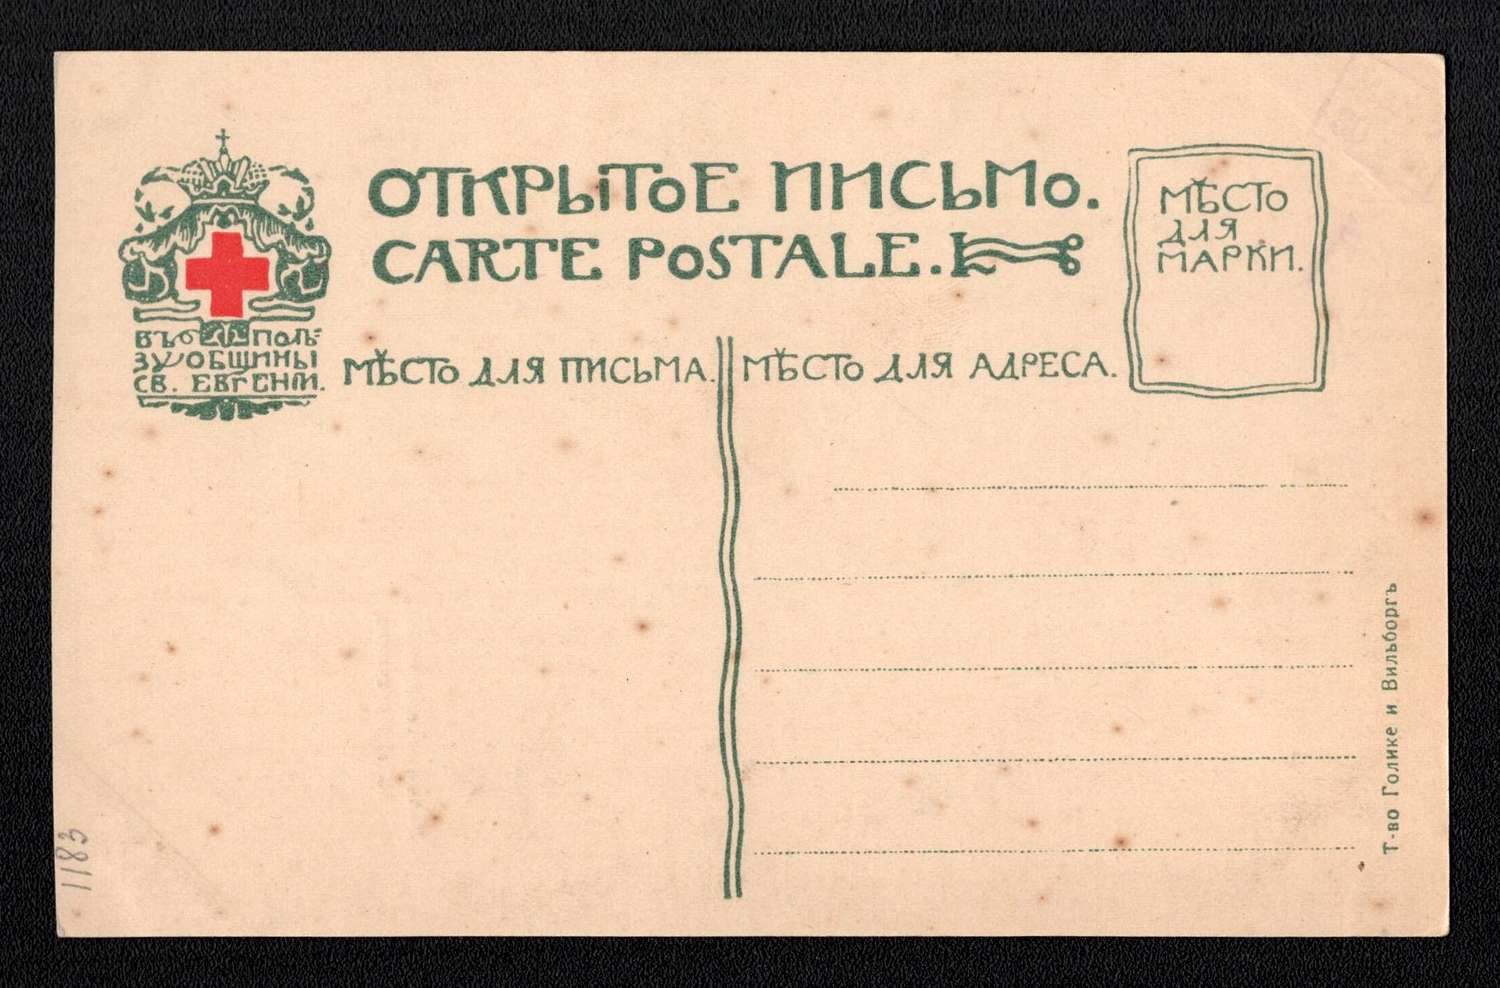 ОТКРЫТОЕ ПИСЬМО.
CARTE POSTALE.
МѢСТО
ДЛЯ
МАРКИ.
ВЪ ПОЛЬ-
ЗУ ОБЩИНЫ
СВ. ЕВГЕНІИ.
МѢСТО ДЛЯ ПИСЬМА.
МѢСТО ДЛЯ АДРЕСА.
Т-во Голике и Вильборгъ
1183